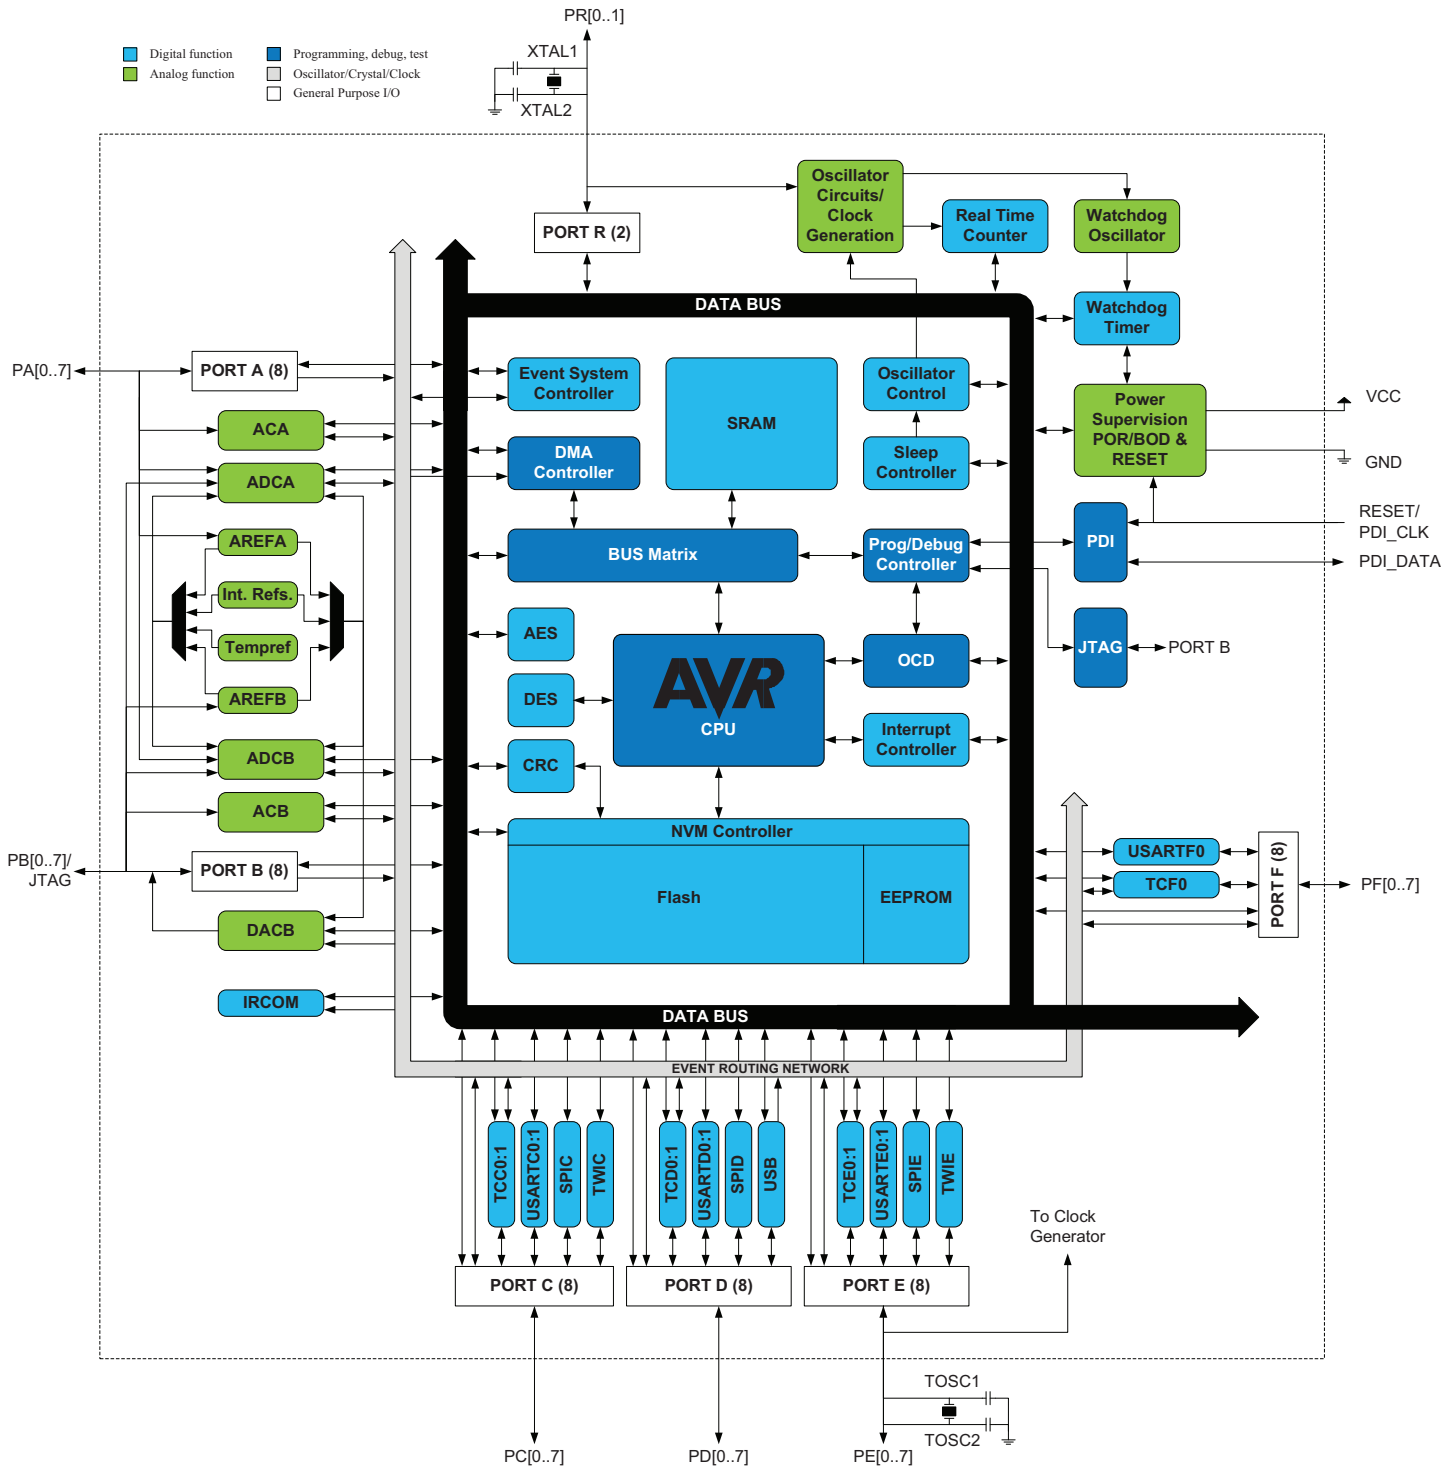 PR[0..1]
Digital function
Analog function
Programming, debug, test
Oscillator/Crystal/Clock
General Purpose I/O
XTAL1
XTAL2
PORT R (2)
Oscillator
Circuits/
Clock
Generation
Real Time
Counter
Watchdog
Oscillator
DATA BUS
Watchdog
Timer
PA[0..7]
PORT A (8)
Event System
Controller
SRAM
Oscillator
Control
Power
Supervision
POR/BOD &
RESET
VCC
GND
ACA
ADCA
DMA
Controller
Sleep
Controller
RESET/
PDI_CLK
PDI_DATA
AREFA
BUS Matrix
Prog/Debug
Controller
PDI
Int. Refs.
Tempref
AREFB
AES
DES
CRC
AVR
CPU
OCD
Interrupt
Controller
JTAG
PORT B
ADCB
ACB
PB[0..7]/
JTAG
PORT B (8)
DACB
IRCOM
NVM Controller
Flash
EEPROM
USARTF0
TCF0
PORT F (8)
PF[0..7]
DATA BUS
EVENT ROUTING NETWORK
TCC0:1
USARTC0:1
SPIC
TWIC
TCD0:1
USARTD0:1
SPID
USB
TCE0:1
USARTE0:1
SPIE
TWIE
To Clock
Generator
PORT C (8)
PORT D (8)
PORT E (8)
TOSC1
TOSC2
PC[0..7]
PD[0..7]
PE[0..7]